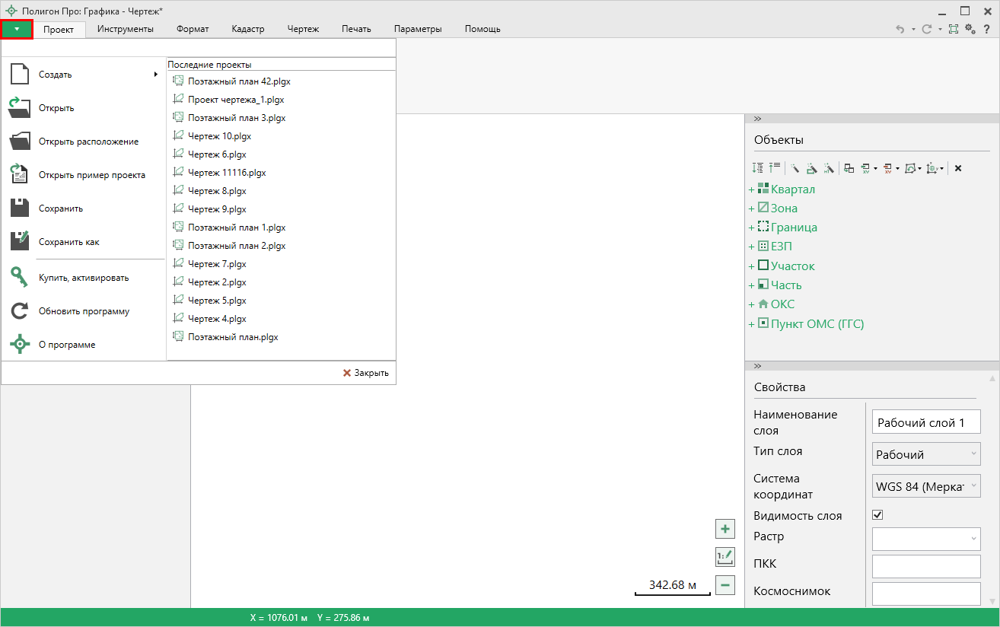 Полигон Про: Графика - Чертеж*
Проект Инструменты Формат Кадастр Чертеж Печать Параметры Помощь
Создать
Открыть
Открыть расположение
Открыть пример проекта
Сохранить
Сохранить как
Купить, активировать
Обновить программу
О программе
Последние проекты
Поэтажный план 42.plgx
Проект чертежа_1.plgx
Поэтажный план 3.plgx
Чертеж 10.plgx
Чертеж 6.plgx
Чертеж 11116.plgx
Чертеж 8.plgx
Чертеж 9.plgx
Поэтажный план 1.plgx
Поэтажный план 2.plgx
Чертеж 7.plgx
Чертеж 2.plgx
Чертеж 5.plgx
Чертеж 4.plgx
Поэтажный план.plgx
Закрыть
Объекты
Квартал
Зона
Граница
ЕЗП
Участок
Часть
ОКС
Пункт ОМС (ГГС)
Свойства
Наименование
слоя
Рабочий слой 1
Тип слоя
Рабочий
Система
координат
WGS 84 (Мерка
Видимость слоя
Растр
ПКК
Космоснимок
1:
342.68 м
X = 1076.01 м Y = 275.86 м